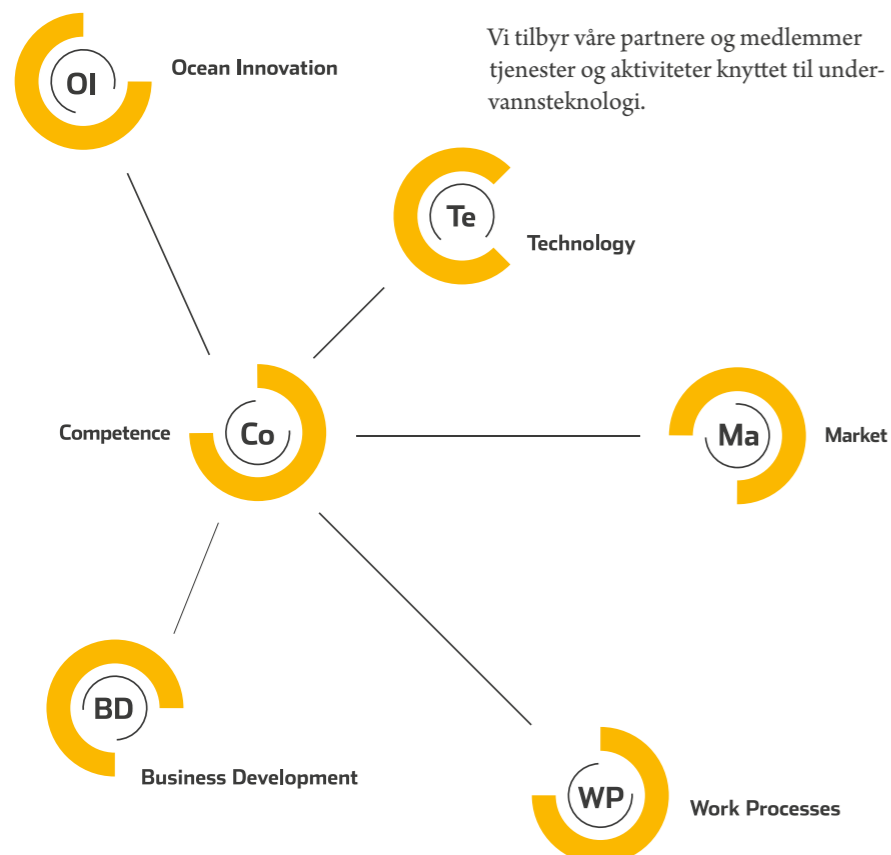 Vi tilbyr våre partnere og medlemmer
tjenester og aktiviteter knyttet til under-
vannsteknologi.
OI
Ocean Innovation
Te
Technology
Competence
Co
Ma
Market
BD
Business Development
WP
Work Processes